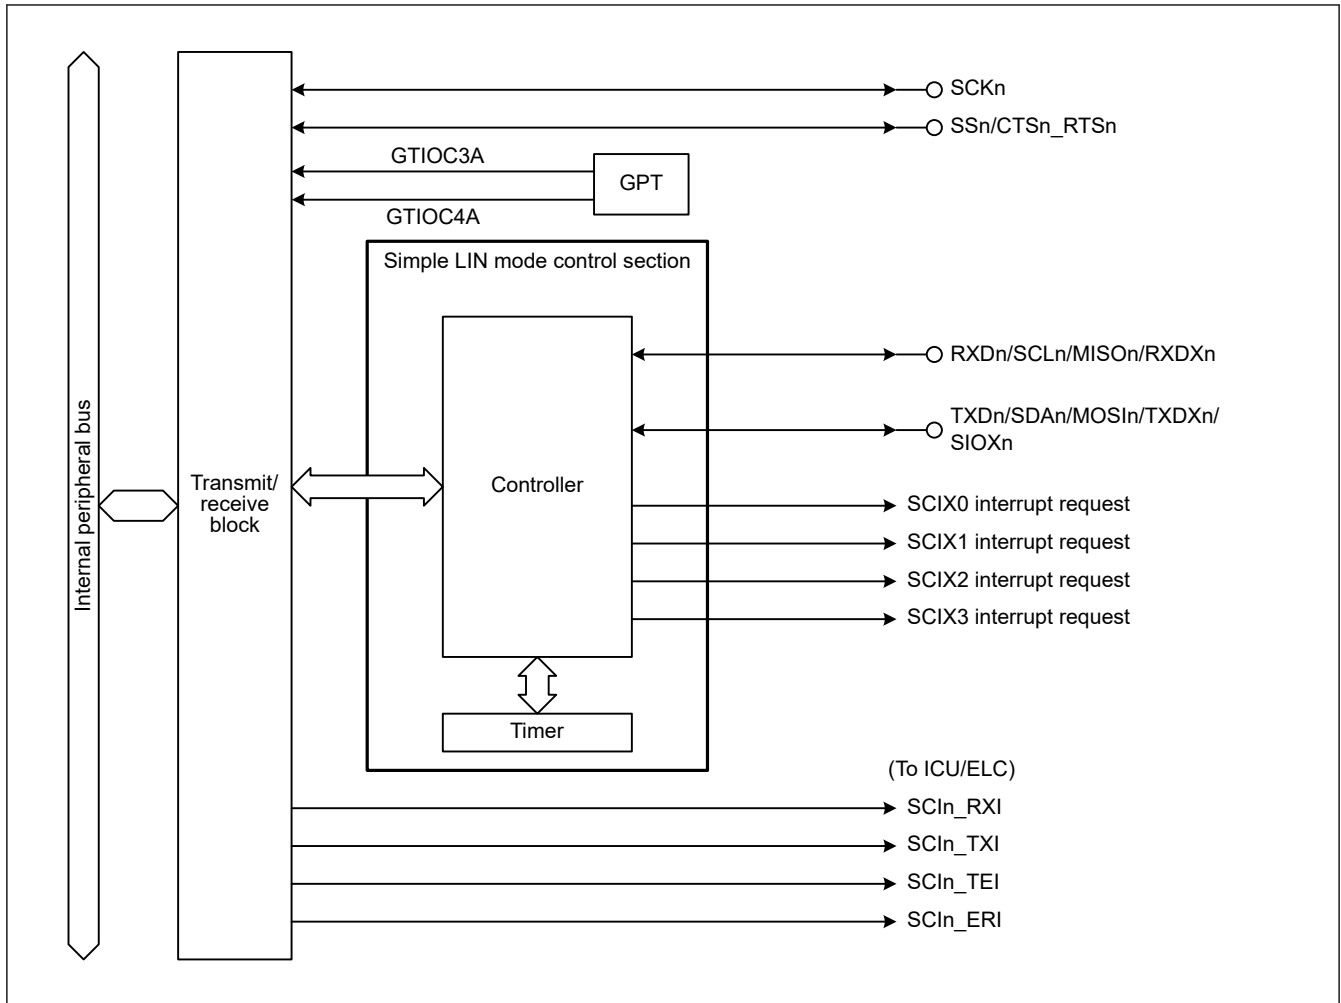 SCKn
SSn/CTSn_RTSn
GTIOC3A
GPT
GTIOC4A
Simple LIN mode control section
RXDn/SCLn/MISOn/RXDXn
TXDn/SDAn/MOSIn/TXDXn/
SIOXn
Internal peripheral bus
Transmit/
receive
block
Controller
SCIX0 interrupt request
SCIX1 interrupt request
SCIX2 interrupt request
SCIX3 interrupt request
Timer
(To ICU/ELC)
SCIn_RXI
SCIn_TXI
SCIn_TEI
SCIn_ERI